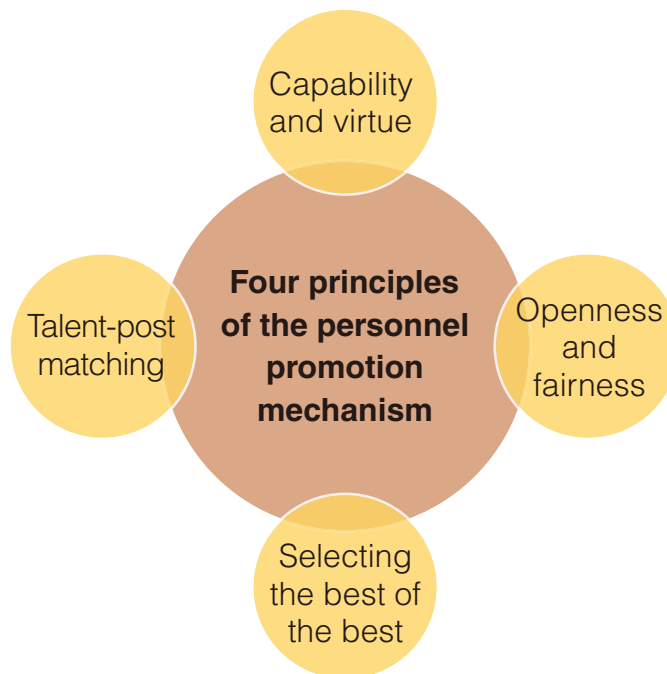 Capability
and virtue
Four principles
of the personnel
promotion
mechanism
Talent-post
matching
Openness
and
fairness
Selecting
the best of
the best